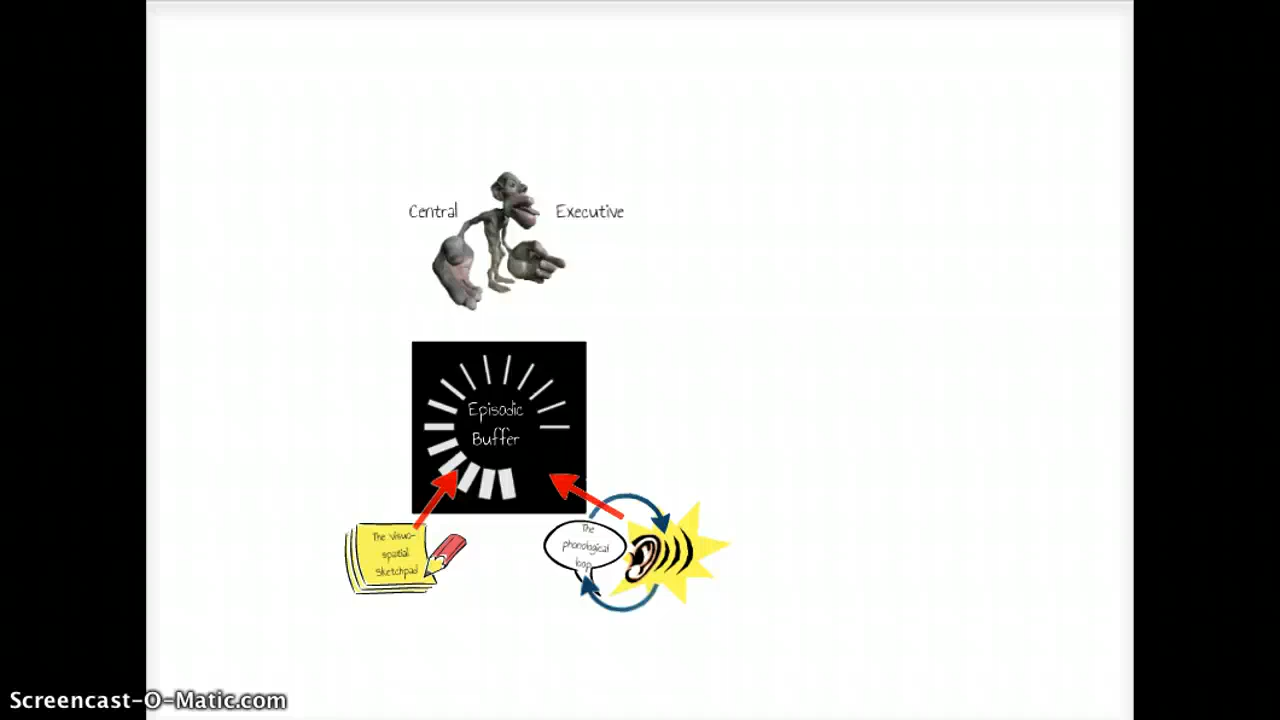 Central Executive
Episodic
Buffer
The visuo-
spatial
sketchpad
The
phonological
loop
Screencast-O-Matic.com